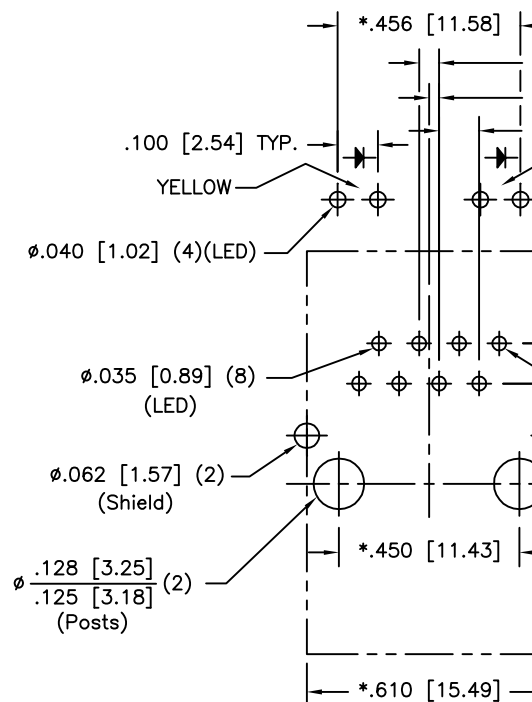 *.456 [11.58]
.100 [2.54] TYP.
YELLOW
ø.040 [1.02] (4)(LED)
ø.035 [0.89] (8)
(LED)
ø.062 [1.57] (2)
(Shield)
ø .128 [3.25]
.125 [3.18] (2)
(Posts)
*.450 [11.43]
*.610 [15.49]